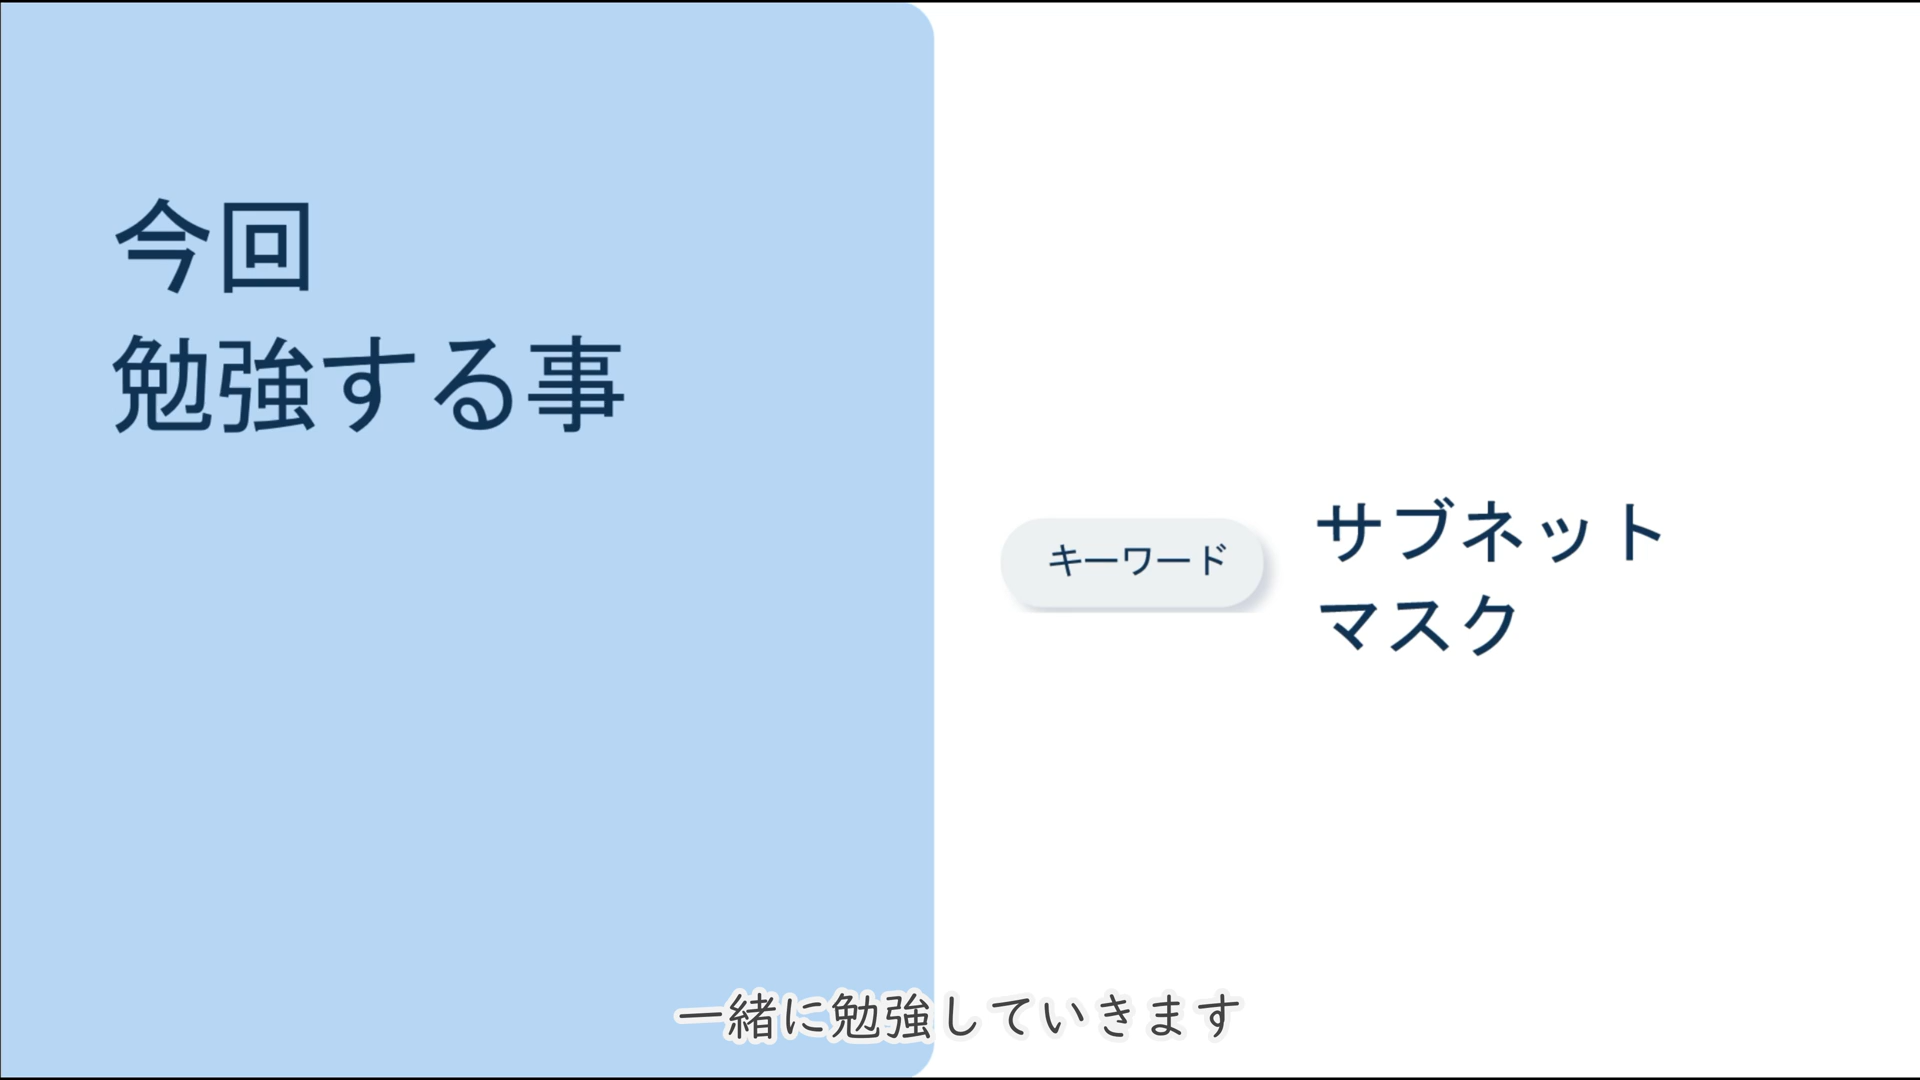 今回
勉強する事
キーワード
サブネット
マスク
一緒に勉強していきます